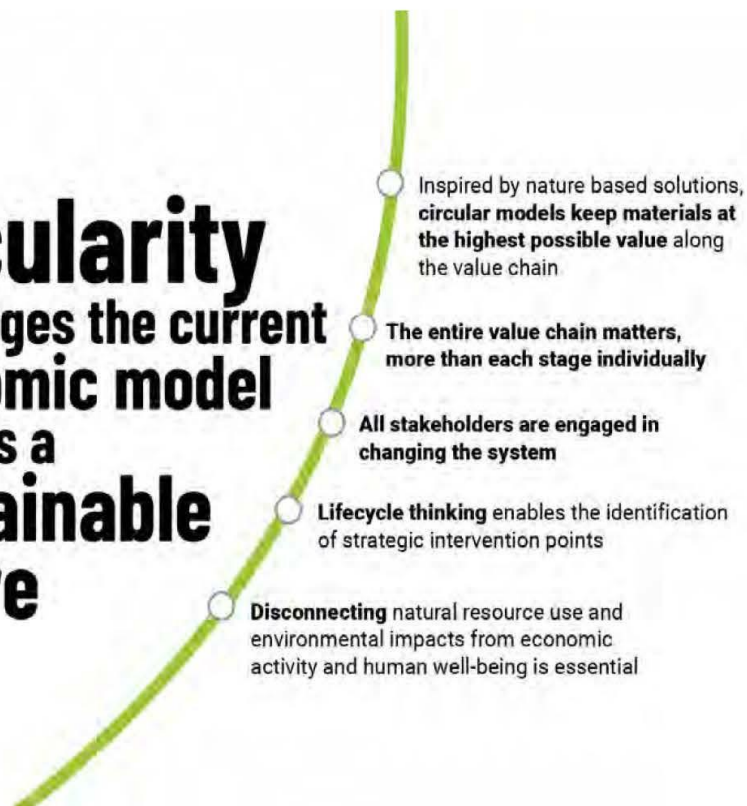 cularity
ges the current
omic model
s a
ainable
e
Inspired by nature based solutions,
circular models keep materials at
the highest possible value along
the value chain
The entire value chain matters,
more than each stage individually
All stakeholders are engaged in
changing the system
Lifecycle thinking enables the identification
of strategic intervention points
Disconnecting natural resource use and
environmental impacts from economic
activity and human well-being is essential